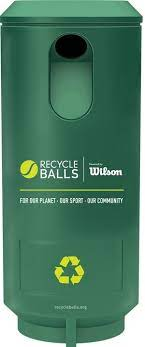 RECYCLE
BALLS
Powered by
Wilson
FOR OUR PLANET · OUR SPORT · OUR COMMUNITY
recycleballs.org